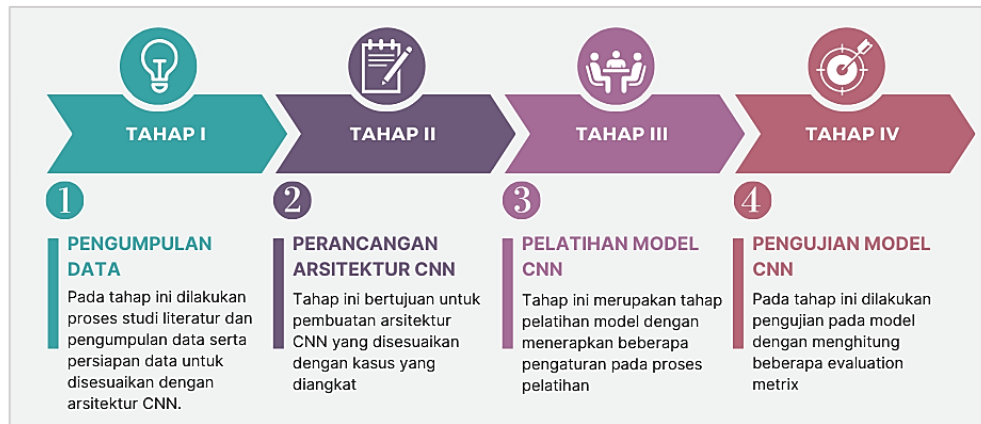 TAHAP I
TAHAP II
TAHAP III
TAHAP IV
1
PENGUMPULAN
DATA
Pada tahap ini dilakukan
proses studi literatur dan
pengumpulan data serta
persiapan data untuk
disesuaikan dengan
arsitektur CNN.
2
PERANCANGAN
ARSITEKTUR CNN
Tahap ini bertujuan untuk
pembuatan arsitektur
CNN yang disesuaikan
dengan kasus yang
diangkat
3
PELATIHAN MODEL
CNN
Tahap ini merupakan tahap
pelatihan model dengan
menerapkan beberapa
pengaturan pada proses
pelatihan
4
PENGUJIAN MODEL
CNN
Pada tahap ini dilakukan
pengujian pada model
dengan menghitung
beberapa evaluation
metrix